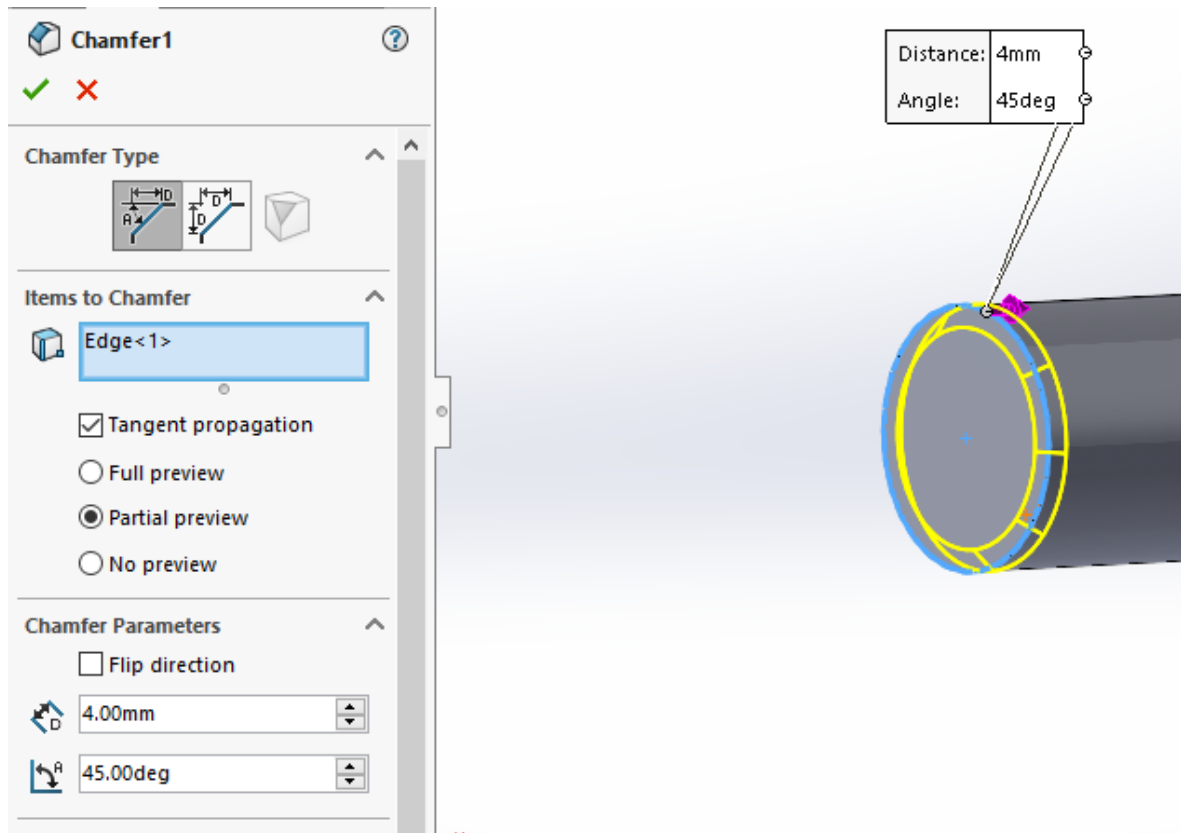 Chamfer1
Chamfer Type
D
A
D
D
Items to Chamfer
Edge<1>
Tangent propagation
Full preview
Partial preview
No preview
Chamfer Parameters
Flip direction
D
4.00mm
A
45.00deg
Distance: 4mm
Angle: 45deg